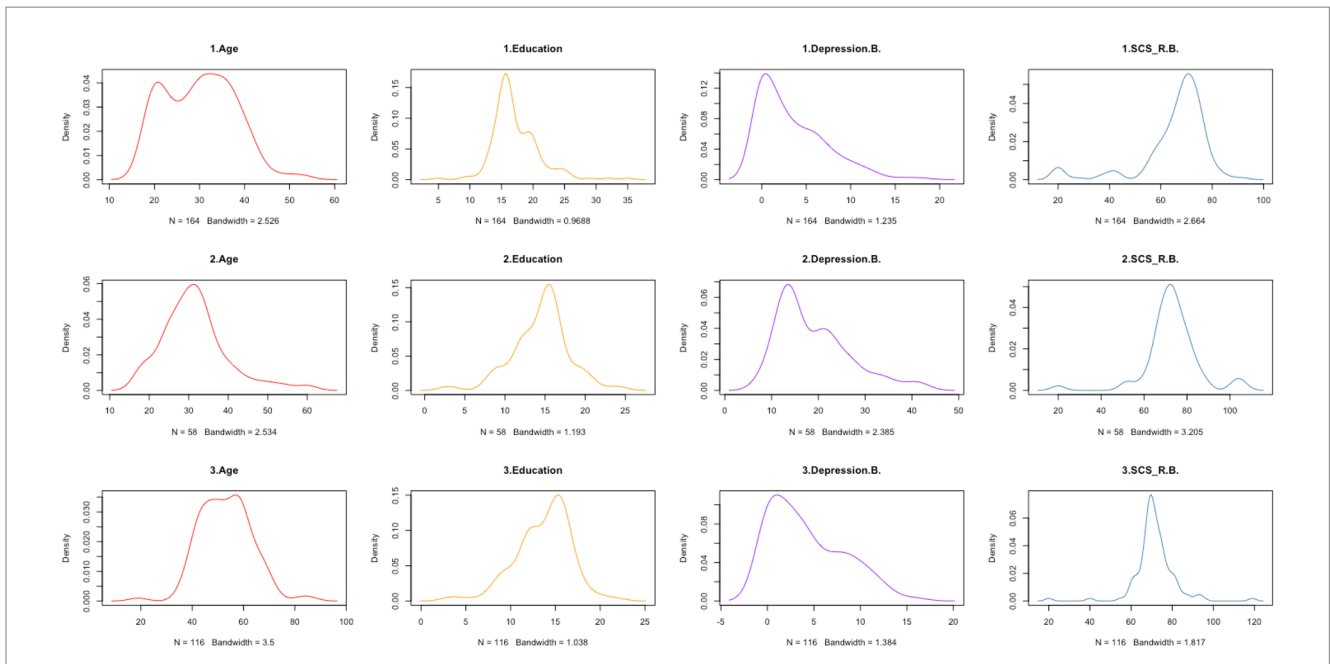 1.Age 1.Education 1.Depression.B. 1.SCS_R.B.
Density Density Density Density
0.00 0.01 0.02 0.03 0.04
0.00 0.05 0.10 0.15
0.00 0.04 0.08 0.12
0.00 0.02 0.04
10 20 30 40 50 60
5 10 15 20 25 30 35
0 5 10 15 20
20 40 60 80 100
N = 164 Bandwidth = 2.526
N = 164 Bandwidth = 0.9688
N = 164 Bandwidth = 1.235
N = 164 Bandwidth = 2.664
2.Age 2.Education 2.Depression.B. 2.SCS_R.B.
Density Density Density Density
0.00 0.02 0.04 0.06
0.00 0.05 0.10 0.15
0.00 0.02 0.04 0.06
0.00 0.02 0.04
10 20 30 40 50 60
0 5 10 15 20 25
0 10 20 30 40 50
20 40 60 80 100
N = 58 Bandwidth = 2.534
N = 58 Bandwidth = 1.193
N = 58 Bandwidth = 2.385
N = 58 Bandwidth = 3.205
3.Age 3.Education 3.Depression.B. 3.SCS_R.B.
Density Density Density Density
0.000 0.010 0.020 0.030
0.00 0.05 0.10 0.15
0.00 0.04 0.08
0.00 0.02 0.04 0.06
20 40 60 80 100
0 5 10 15 20 25
-5 0 5 10 15 20
20 40 60 80 100 120
N = 116 Bandwidth = 3.5
N = 116 Bandwidth = 1.038
N = 116 Bandwidth = 1.384
N = 116 Bandwidth = 1.817